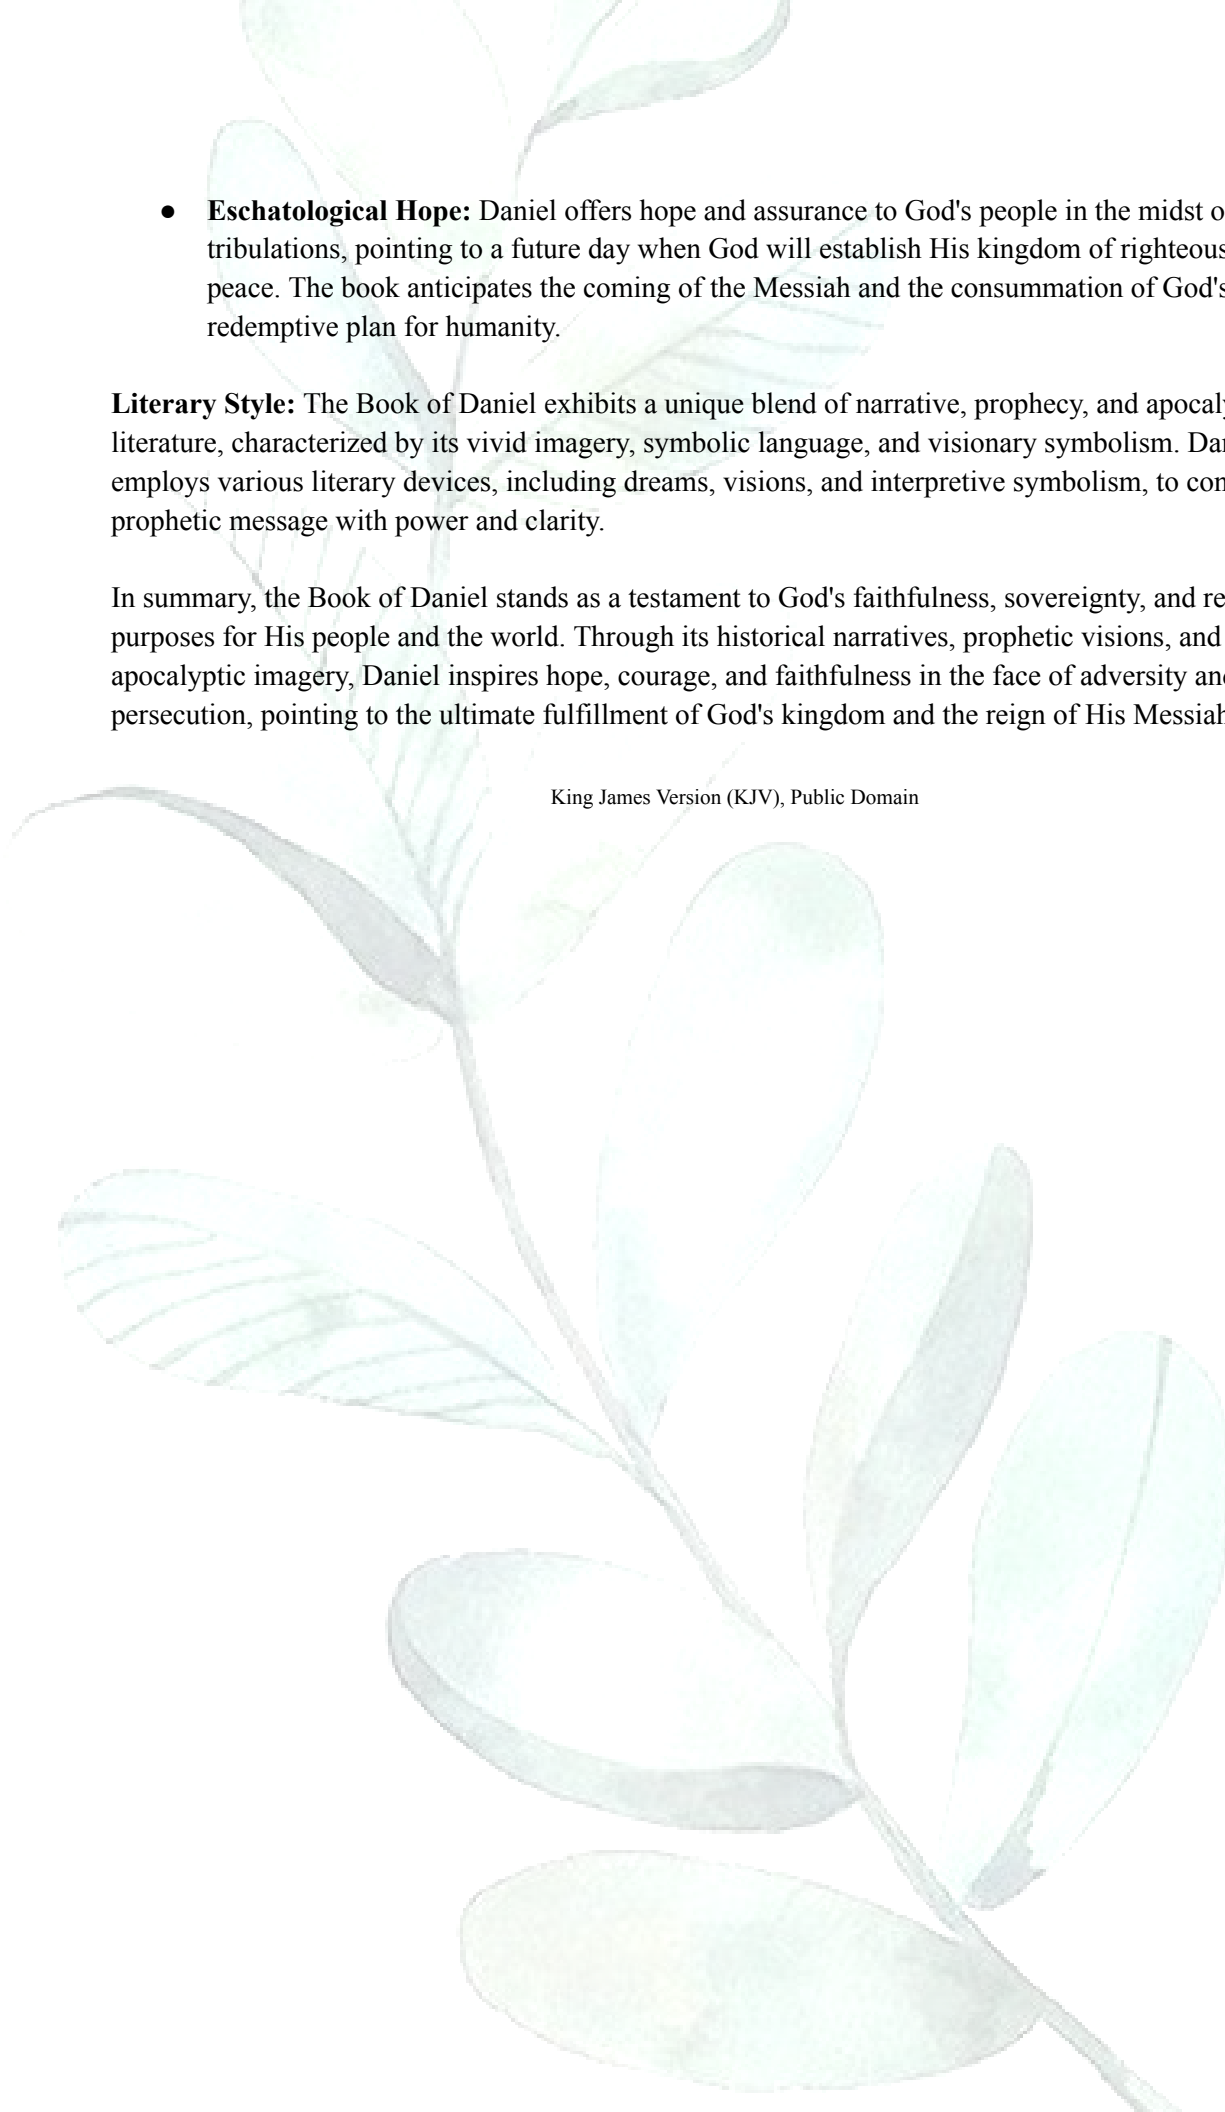 ● Eschatological Hope: Daniel offers hope and assurance to God's people in the midst
tribulations, pointing to a future day when God will establish His kingdom of
peace. The book anticipates the coming of the Messiah and the consummation of God's
redemptive plan for humanity.
Literary Style: The Book of Daniel exhibits a unique blend of narrative, prophecy, and
literature, characterized by its vivid imagery, symbolic language, and visionary symbolism.
employs various literary devices, including dreams, visions, and interpretive symbolism, to
prophetic message with power and clarity.
In summary, the Book of Daniel stands as a testament to God's faithfulness, sovereignty, and
purposes for His people and the world. Through its historical narratives, prophetic visions, and
apocalyptic imagery, Daniel inspires hope, courage, and faithfulness in the face of adversity
persecution, pointing to the ultimate fulfillment of God's kingdom and the reign of His Messiah
King James Version (KJV), Public Domain